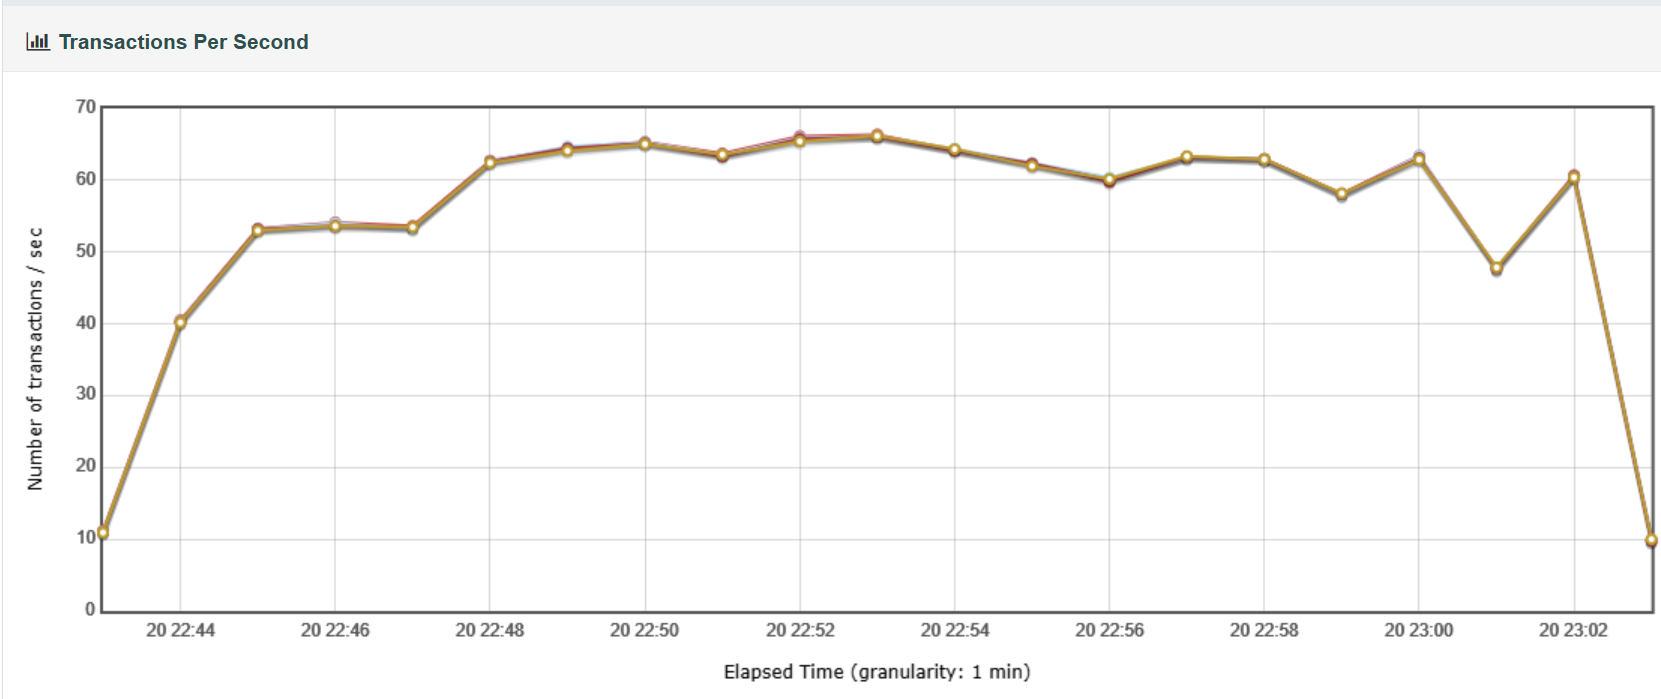 Transactions Per Second
70
60
50
40
30
20
10
0
Number of transactions / sec
20 22:44 20 22:46 20 22:48 20 22:50 20 22:52 20 22:54 20 22:56 20 22:58 20 23:00 20 23:02
Elapsed Time (granularity: 1 min)